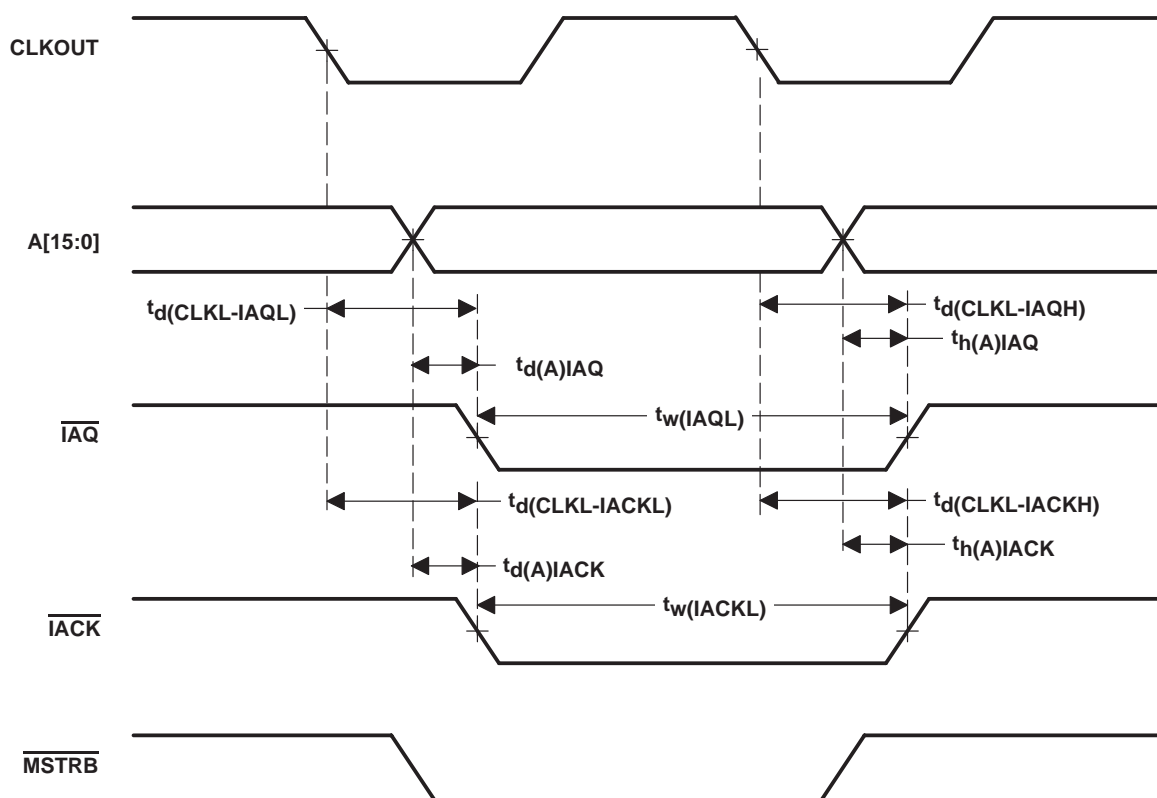 CLKOUT
A[15:0]
td(CLKL-IAQL)
td(CLKL-IAQH)
th(A)IAQ
td(A)IAQ
IAQ
tw(IAQL)
td(CLKL-IACKL)
td(CLKL-IACKH)
th(A)IACK
td(A)IACK
IACK
tw(IACKL)
MSTRB